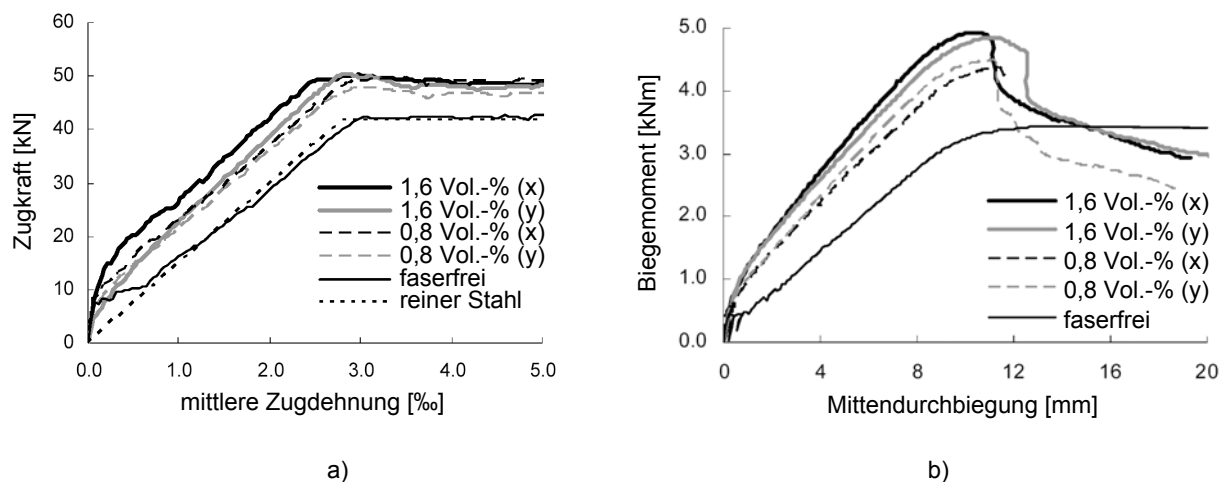 60
50
40
30
20
10
0
Zugkraft [kN]
0.0 1.0 2.0 3.0 4.0 5.0
mittlere Zugdehnung [‰]
1,6 Vol.-% (x)
1,6 Vol.-% (y)
0,8 Vol.-% (x)
0,8 Vol.-% (y)
faserfrei
reiner Stahl
a)
5.0
4.0
3.0
2.0
1.0
0.0
Biegemoment [kNm]
0 4 8 12 16 20
Mittendurchbiegung [mm]
1,6 Vol.-% (x)
1,6 Vol.-% (y)
0,8 Vol.-% (x)
0,8 Vol.-% (y)
faserfrei
b)